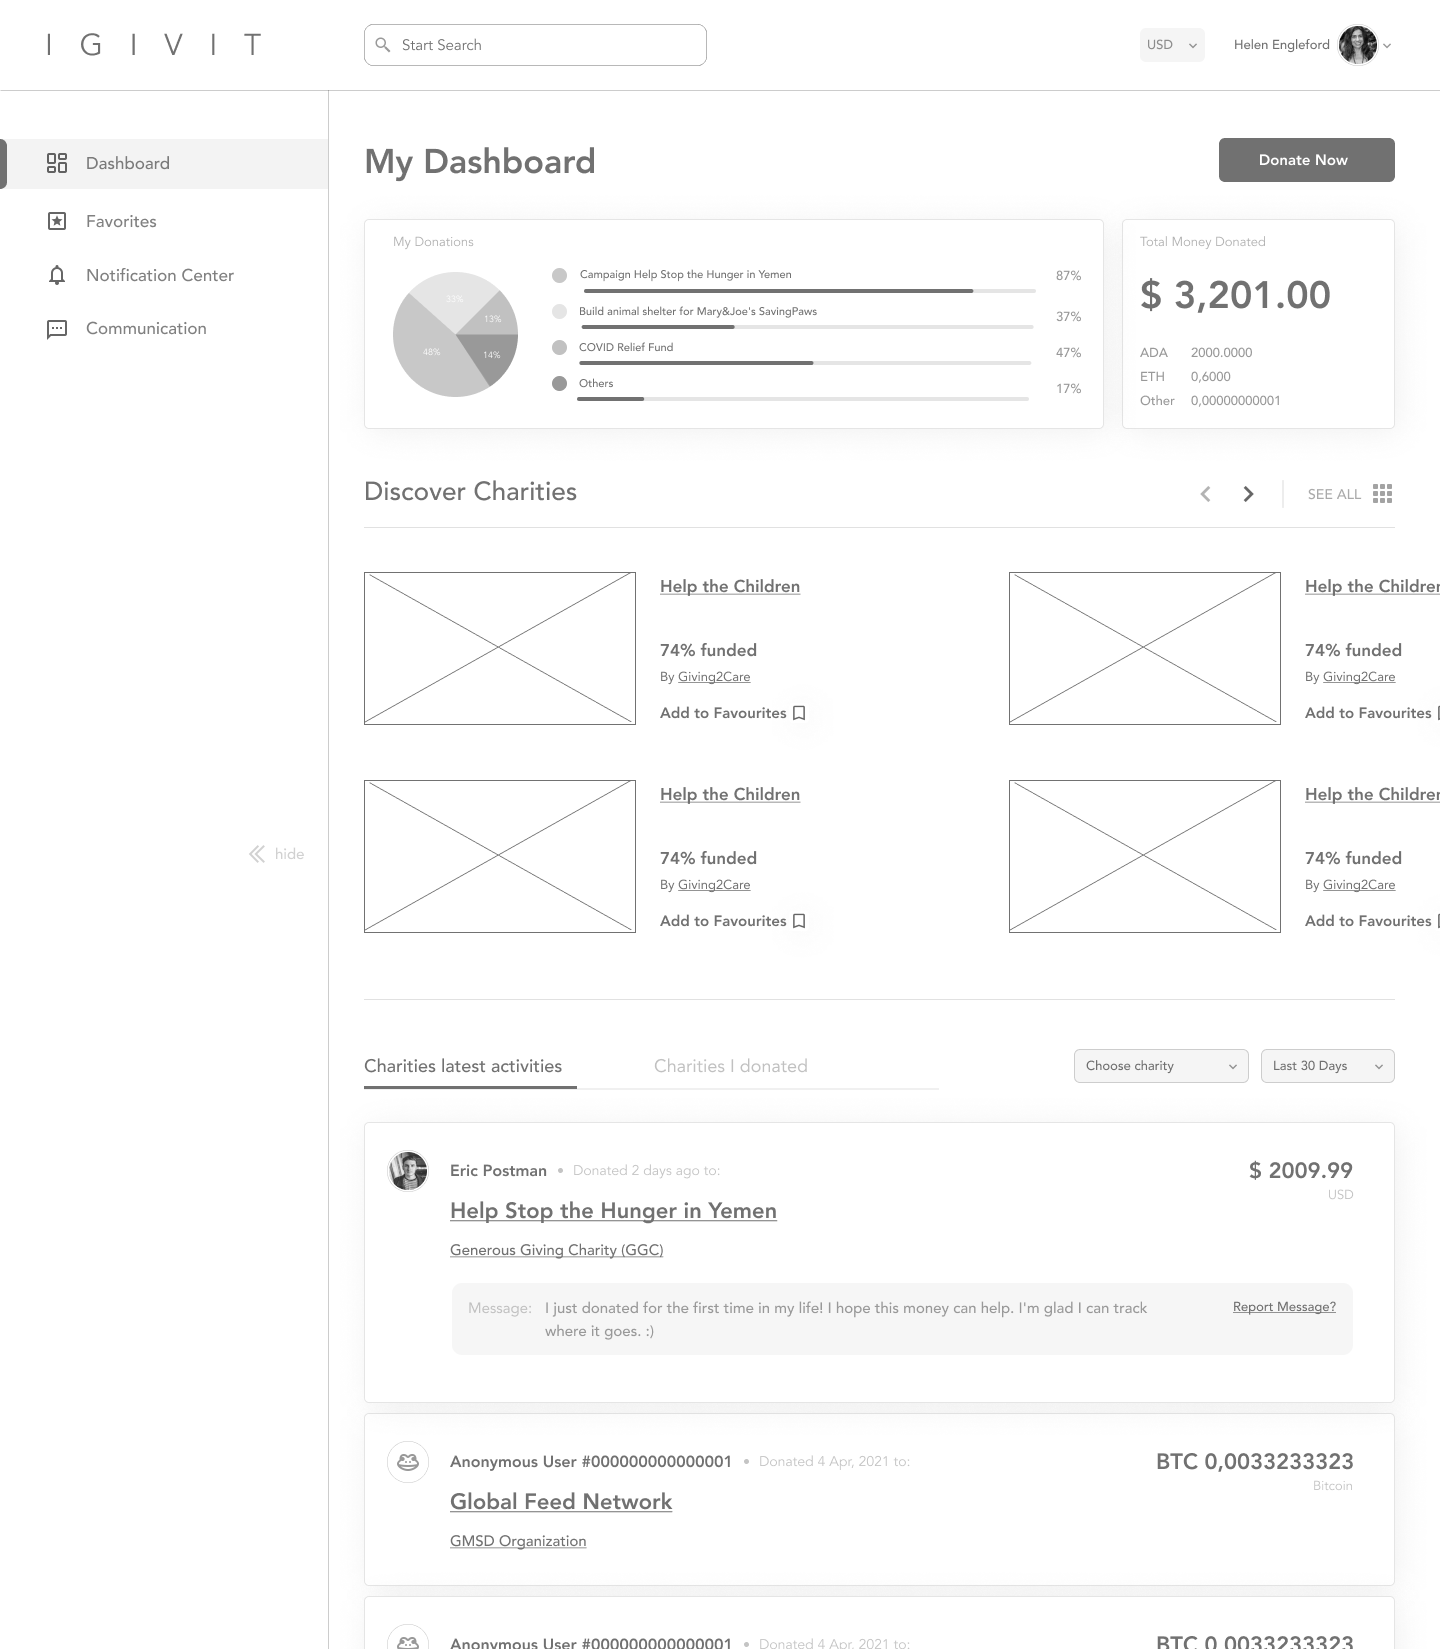 I G I V I T
Start Search
USD
Helen Engleford
Dashboard
Favorites
Notification Center
Communication
hide
My Dashboard
Donate Now
My Donations
33%
13%
48%
14%
Campaign Help Stop the Hunger in Yemen
87%
Build animal shelter for Mary&Joe's SavingPaws
37%
COVID Relief Fund
47%
Others
17%
Total Money Donated
$ 3,201.00
ADA 2000.0000
ETH 0,6000
Other 0,00000000001
Discover Charities
SEE ALL
Help the Children
74% funded
By Giving2Care
Add to Favourites
Help the Children
74% funded
By Giving2Care
Add to Favourites
Help the Children
74% funded
By Giving2Care
Add to Favourites
Help the Children
74% funded
By Giving2Care
Add to Favourites
Charities latest activities
Charities I donated
Choose charity
Last 30 Days
Eric Postman • Donated 2 days ago to:
$ 2009.99
USD
Help Stop the Hunger in Yemen
Generous Giving Charity (GGC)
Message: I just donated for the first time in my life! I hope this money can help. I'm glad I can track
where it goes. :)
Report Message?
Anonymous User #000000000000001 • Donated 4 Apr, 2021 to:
BTC 0,0033233323
Bitcoin
Global Feed Network
GMSD Organization
Anonymous User #000000000000001 • Donated 4 Apr, 2021 to:
BTC 0,0033233323